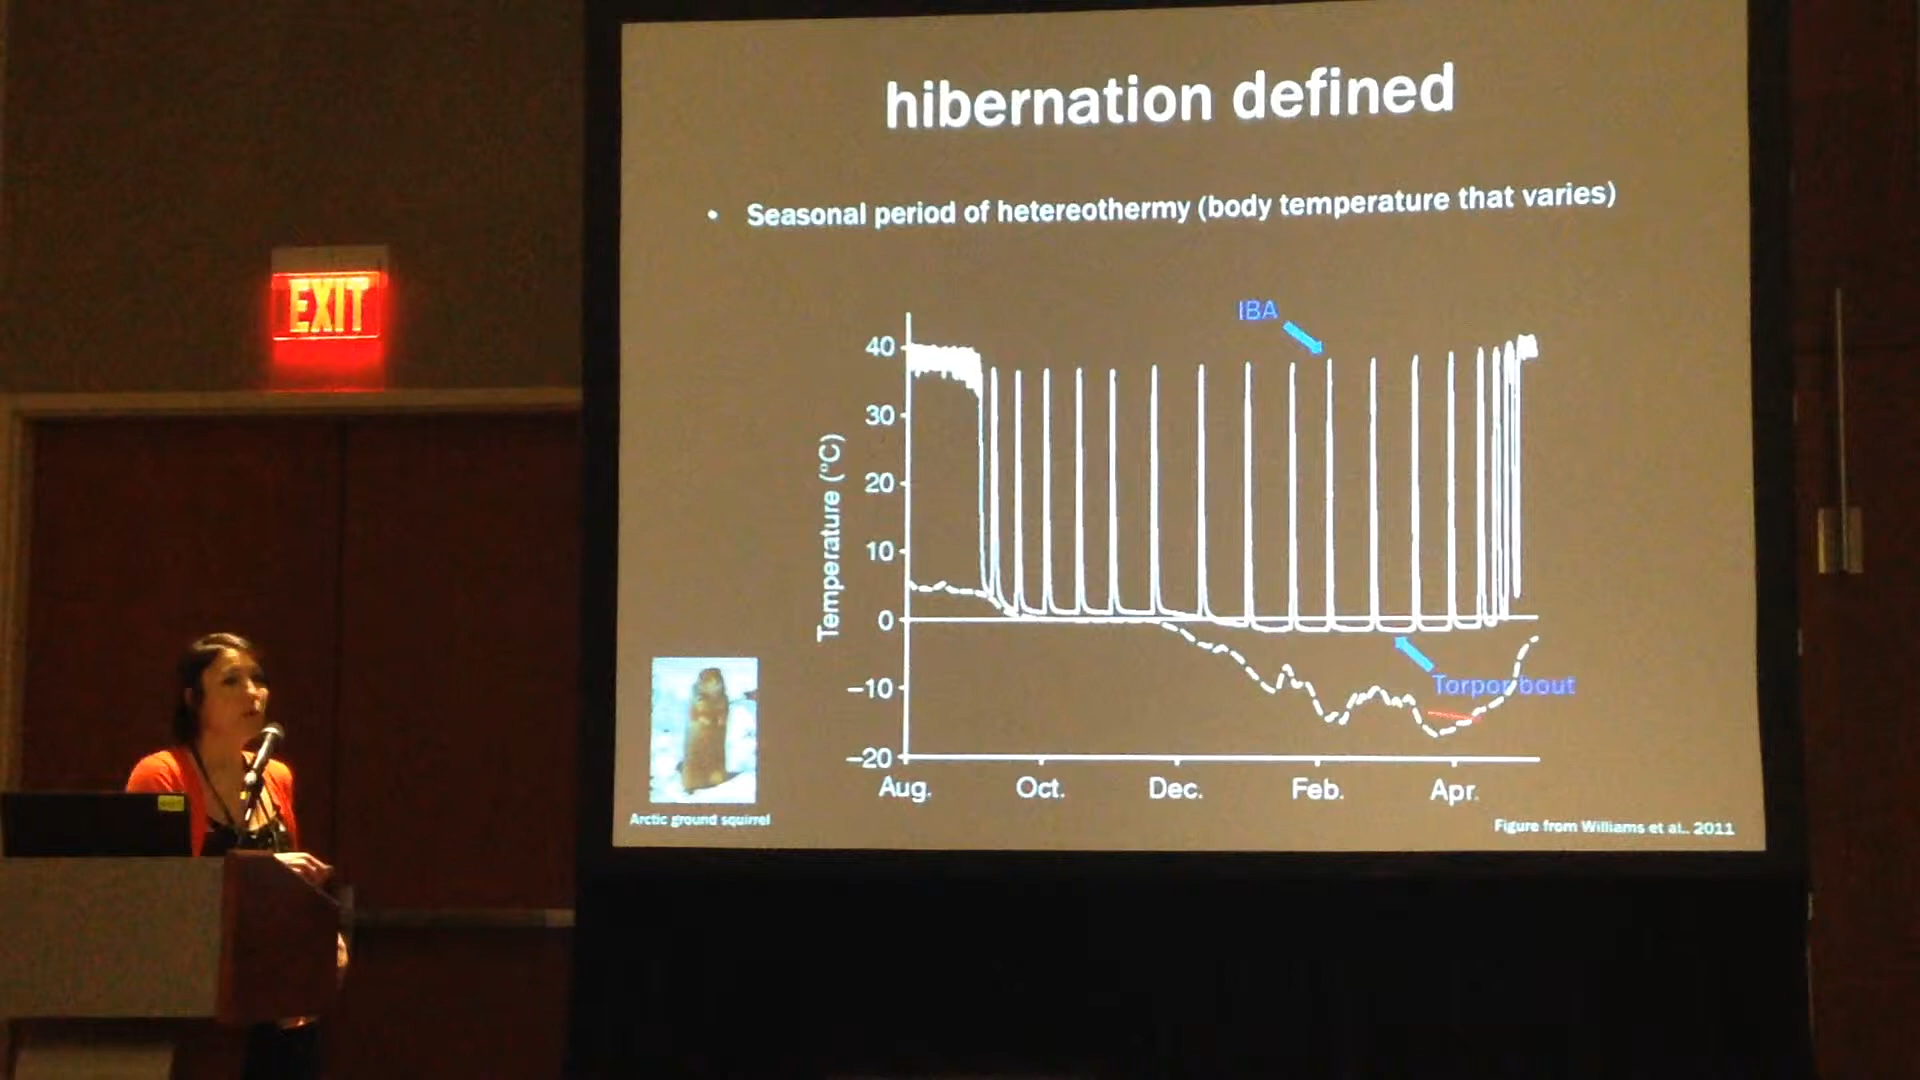 hibernation defined
• Seasonal period of hetereothermy (body temperature that varies)
EXIT
IBA
40
30
20
10
0
−10
−20
Temperature (°C)
Torpor bout
Aug. Oct. Dec. Feb. Apr.
Arctic ground squirrel
Figure from Williams et al., 2011